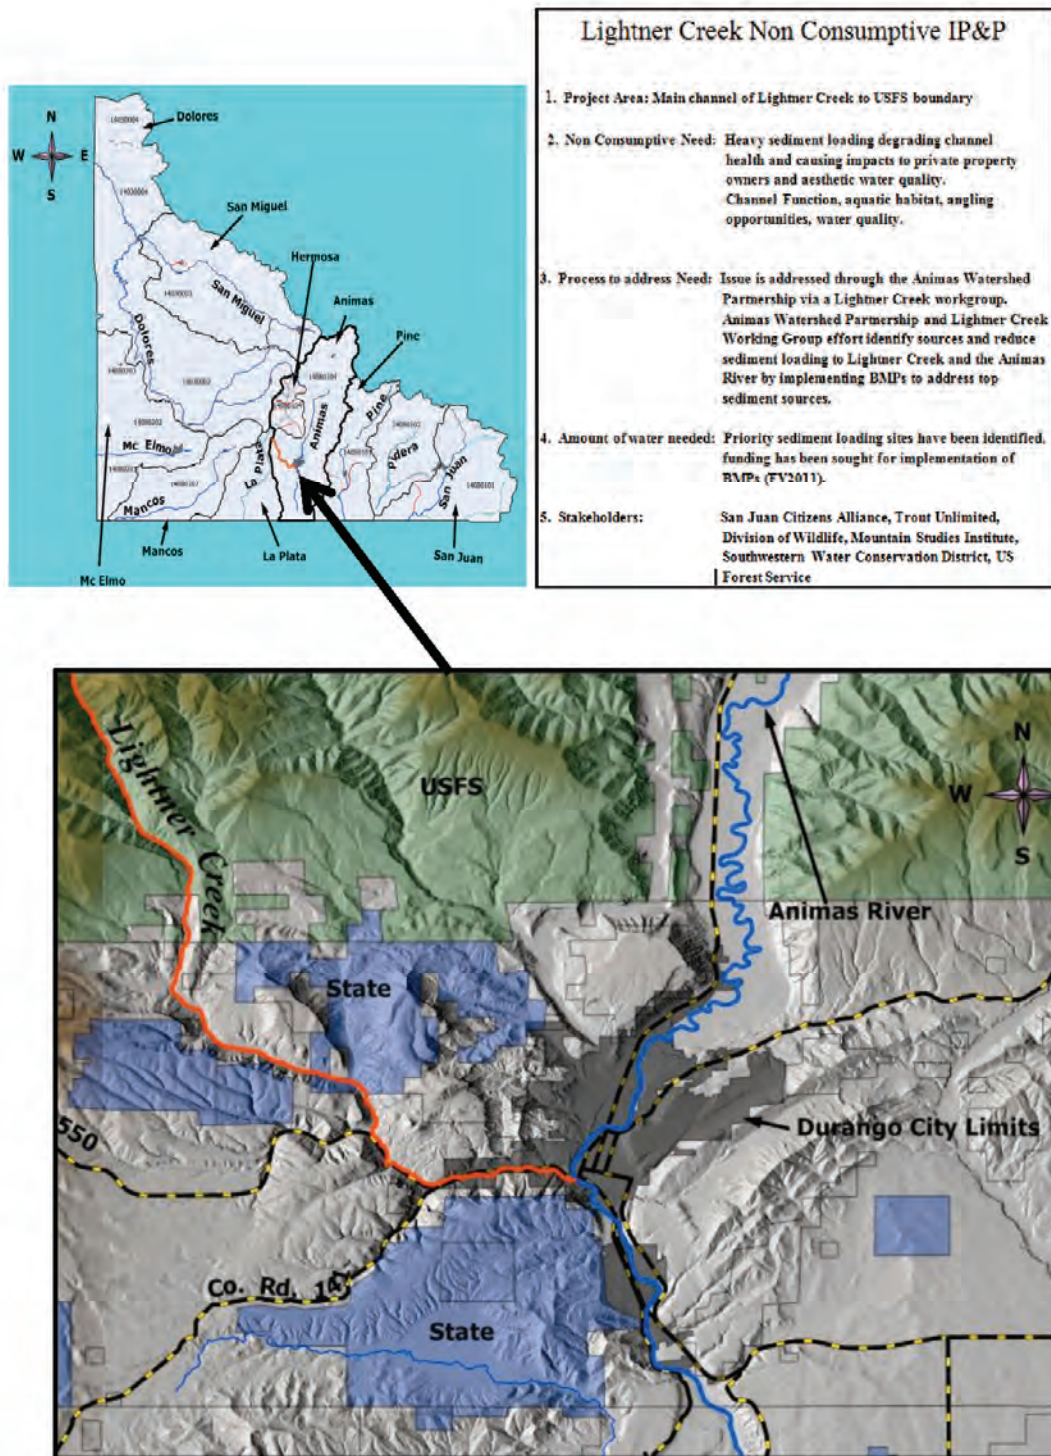 Lightner Creek Non Consumptive IP&P
1. Project Area: Main channel of Lightner Creek to USFS boundary
2. Non Consumptive Need: Heavy sediment loading degrading channel
health and causing impacts to private property
owners and aesthetic water quality.
Channel Function, aquatic habitat, angling
opportunities, water quality.
3. Process to address Need: Issue is addressed through the Animas Watershed
Partnership via a Lightner Creek workgroup.
Animas Watershed Partnership and Lightner Creek
Working Group effort identify sources and reduce
sediment loading to Lightner Creek and the Animas
River by implementing BMPs to address top
sediment sources.
4. Amount of water needed: Priority sediment loading sites have been identified,
funding has been sought for implementation of
BMPs (FY2011).
5. Stakeholders: San Juan Citizens Alliance, Trout Unlimited,
Division of Wildlife, Mountain Studies Institute,
Southwestern Water Conservation District, US
Forest Service
N
W E
S
Dolores
14030004
San Miguel
Hermosa
Animas
Pine
San Miguel
Dolores
14030003
14080104
14030002
Animas
Pine
Piedra
San Juan
14080101
Mc Elmo
14080202
La Plata
La Plata
Mancos
14080107
Mancos
La Plata
San Juan
Mc Elmo
Lightner
Creek
USFS
N
W
S
Animas River
State
Durango City Limits
550
Co. Rd. 141
State